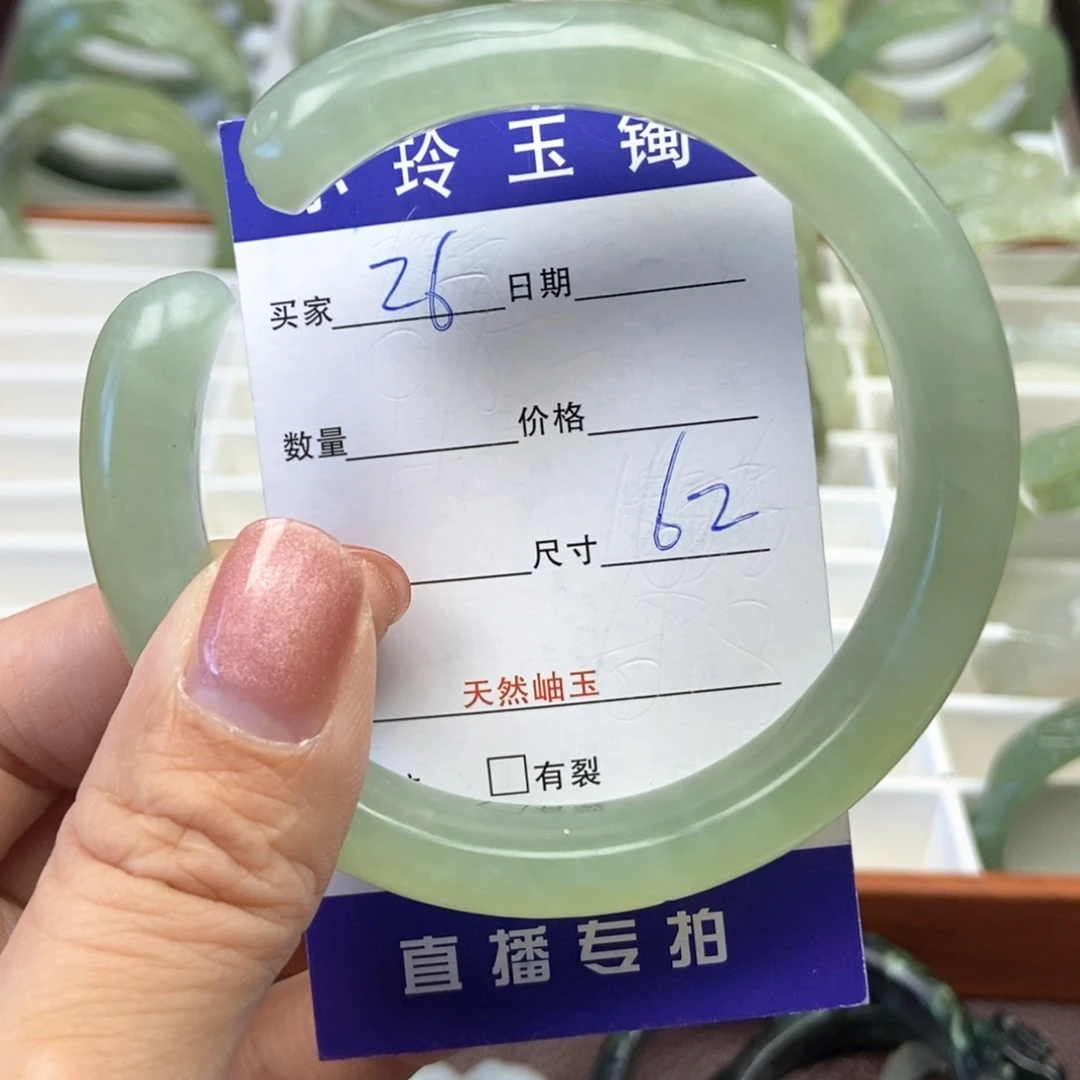 玲玉镯
买家 26 日期
数量 价格
尺寸 62
天然岫玉
□有裂
直播专拍